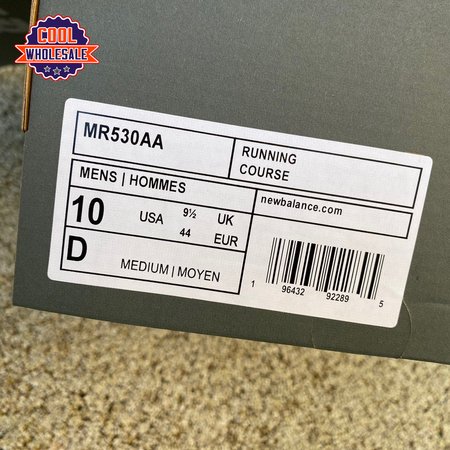 COOL
WHOLESALE
MR530AA
RUNNING
COURSE
MENS | HOMMES
newbalance.com
10 USA 9½ UK
44 EUR
D MEDIUM | MOYEN
1 96432 92289 5